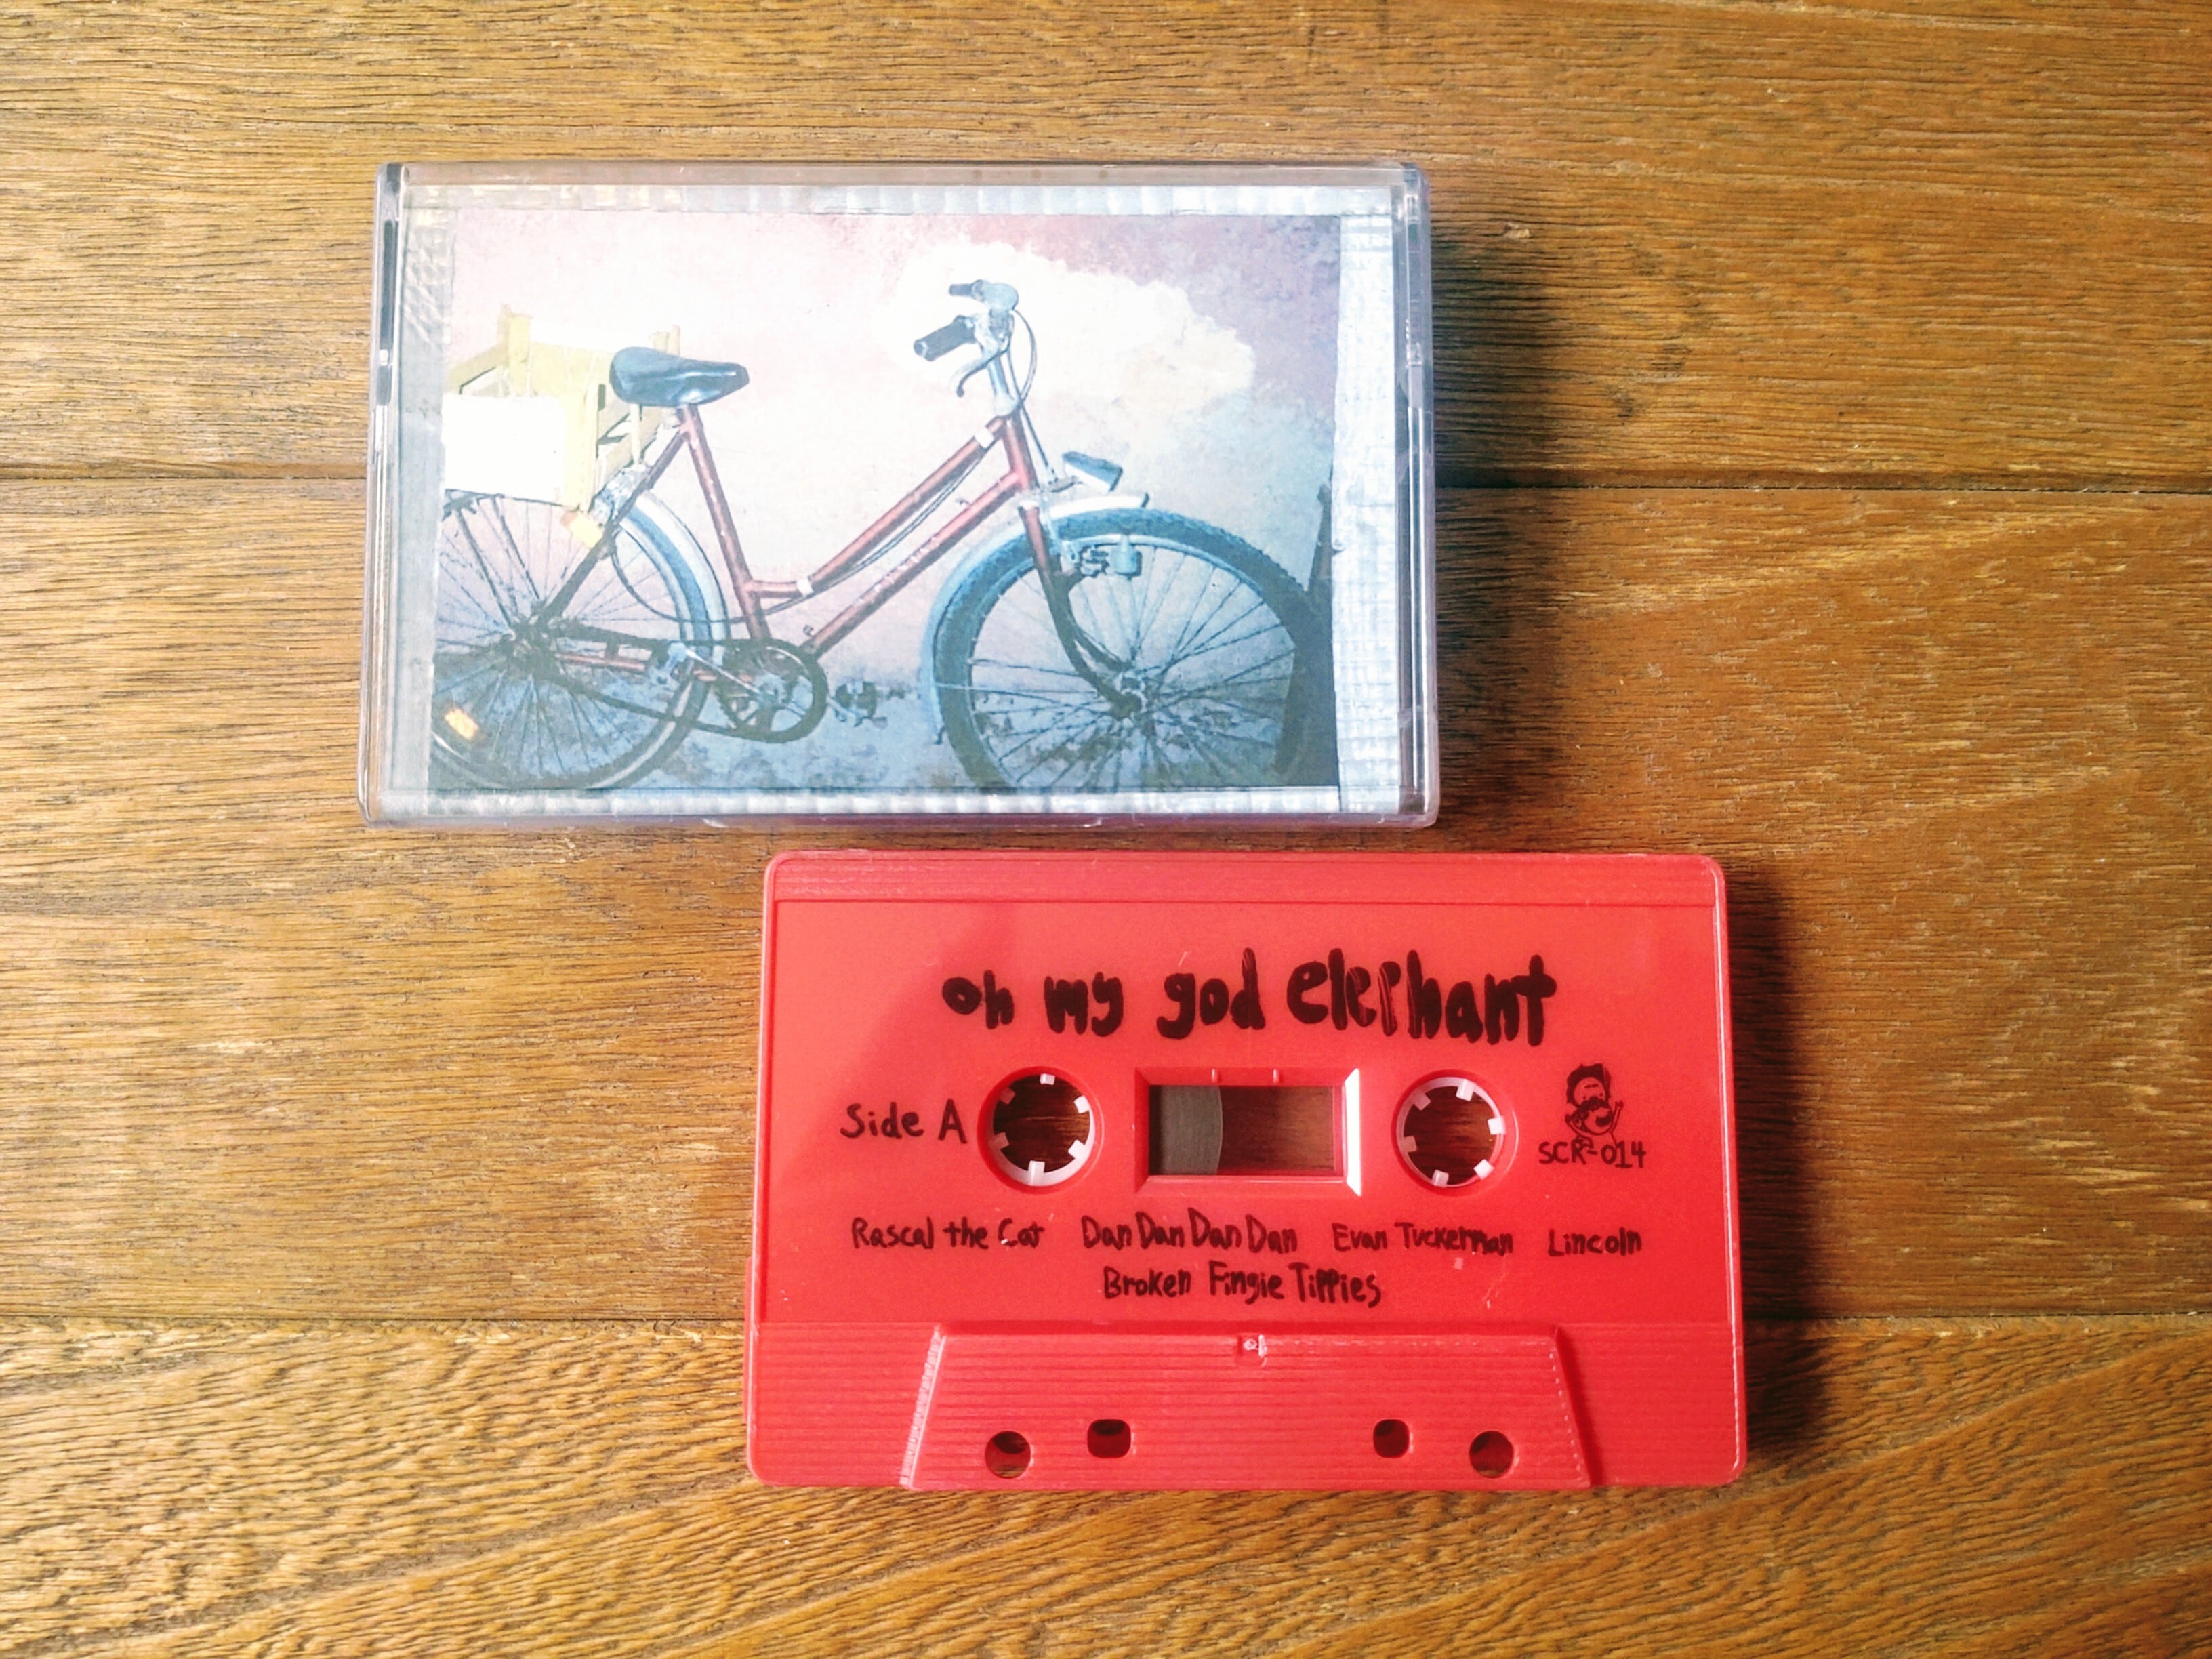 oh my god elephant
Side A
SCR-014
Rascal the Cat Dan Dan Dan Dan Evan Tuckerman Lincoln
Broken Fingie Tippies